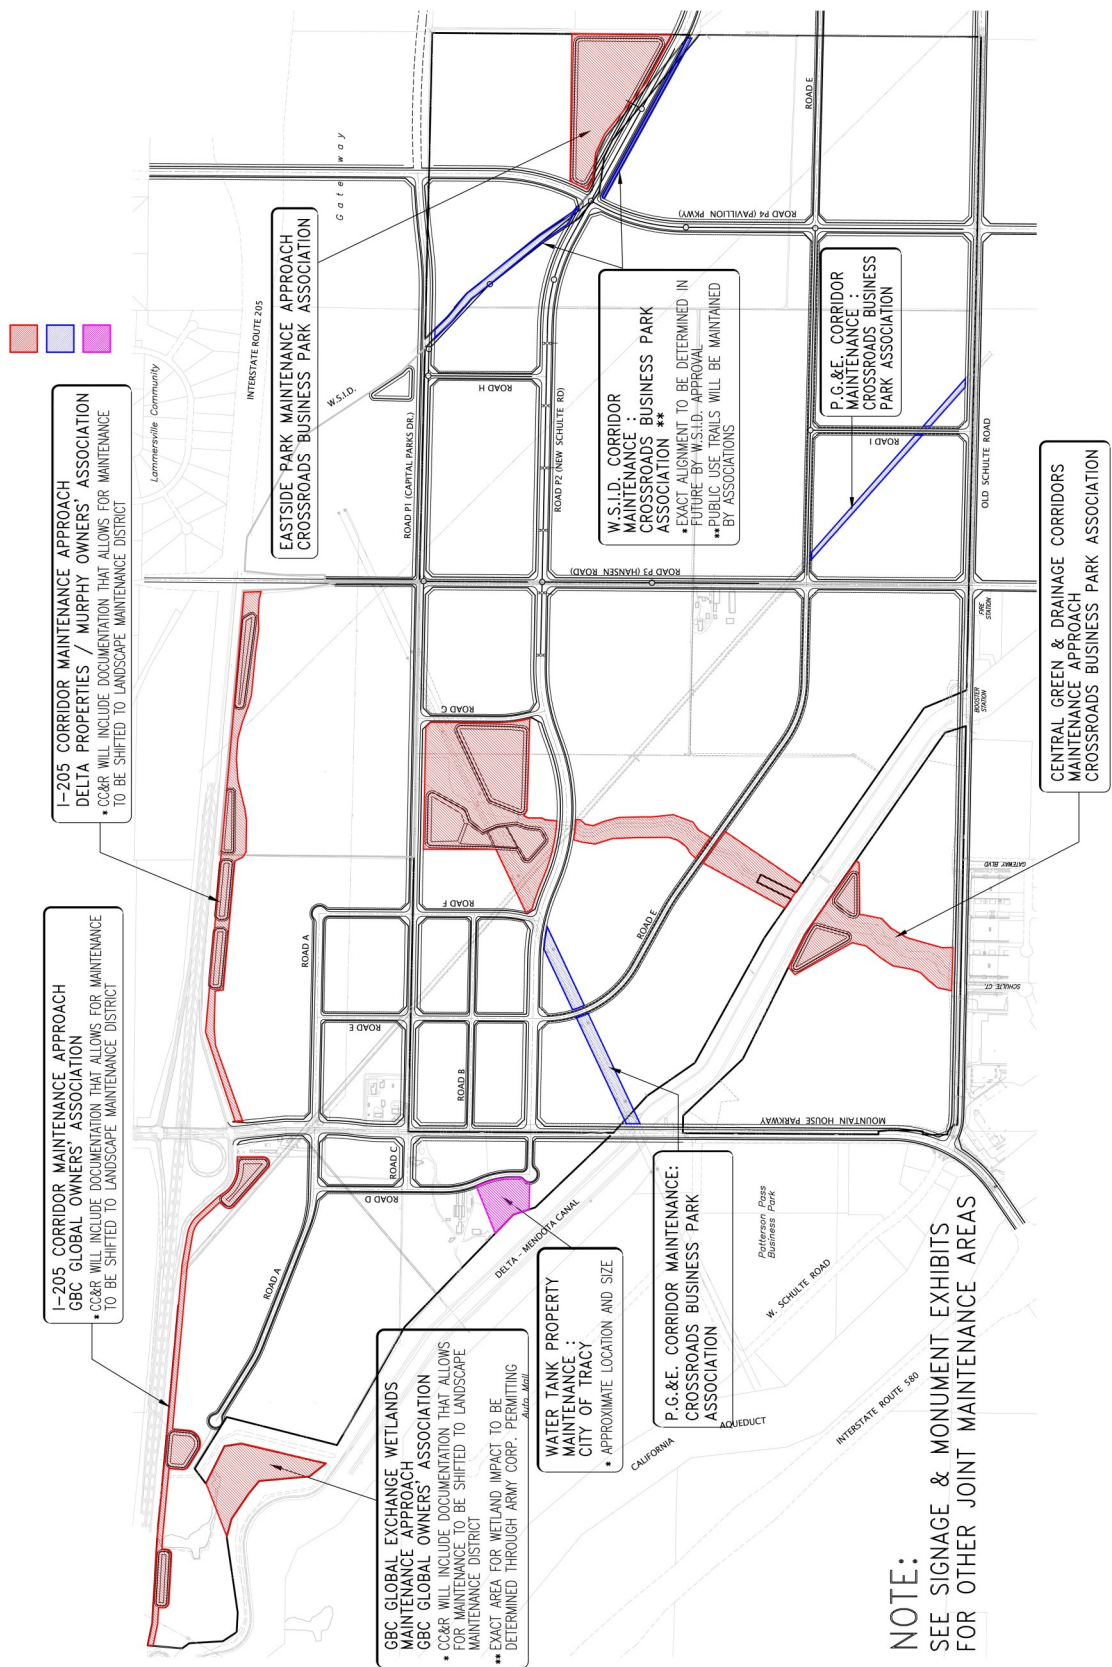 I-205 CORRIDOR MAINTENANCE APPROACH
GBC GLOBAL OWNERS' ASSOCIATION
* CC&R WILL INCLUDE DOCUMENTATION THAT ALLOWS FOR MAINTENANCE
TO BE SHIFTED TO LANDSCAPE MAINTENANCE DISTRICT
I-205 CORRIDOR MAINTENANCE APPROACH
DELTA PROPERTIES / MURPHY OWNERS' ASSOCIATION
* CC&R WILL INCLUDE DOCUMENTATION THAT ALLOWS FOR MAINTENANCE
TO BE SHIFTED TO LANDSCAPE MAINTENANCE DISTRICT
Lammersville Community
INTERSTATE ROUTE 205
Gateway
W.S.I.D.
EASTSIDE PARK MAINTENANCE APPROACH
CROSSROADS BUSINESS PARK ASSOCIATION
ROAD A
ROAD A
ROAD E
ROAD C
ROAD D
ROAD B
ROAD F
ROAD G
ROAD H
ROAD P1 (CAPITAL PARKS DR.)
ROAD P2 (NEW SCHULTE RD)
ROAD P3 (HANSEN ROAD)
ROAD P4 (PAVILLION PKWY)
ROAD E
ROAD E
ROAD I
W.S.I.D. CORRIDOR
MAINTENANCE :
CROSSROADS BUSINESS PARK
ASSOCIATION **
* EXACT ALIGNMENT TO BE DETERMINED IN
FUTURE BY W.S.I.D. APPROVAL
** PUBLIC USE TRAILS WILL BE MAINTAINED
BY ASSOCIATIONS
P.G.&E. CORRIDOR
MAINTENANCE :
CROSSROADS BUSINESS
PARK ASSOCIATION
GBC GLOBAL EXCHANGE WETLANDS
MAINTENANCE APPROACH
GBC GLOBAL OWNERS' ASSOCIATION
* CC&R WILL INCLUDE DOCUMENTATION THAT ALLOWS
FOR MAINTENANCE TO BE SHIFTED TO LANDSCAPE
MAINTENANCE DISTRICT
** EXACT AREA FOR WETLAND IMPACT TO BE
DETERMINED THROUGH ARMY CORP. PERMITTING
Auto Mall
WATER TANK PROPERTY
MAINTENANCE :
CITY OF TRACY
* APPROXIMATE LOCATION AND SIZE
DELTA - MENDOTA CANAL
MOUNTAIN HOUSE PARKWAY
P.G.&E. CORRIDOR MAINTENANCE:
CROSSROADS BUSINESS PARK
ASSOCIATION
Patterson Pass
Business Park
W. SCHULTE ROAD
CALIFORNIA AQUEDUCT
INTERSTATE ROUTE 580
OLD SCHULTE ROAD
FIRE
STATION
BOOSTER
STATION
GATEWAY BLVD
SCHULTE CT.
CENTRAL GREEN & DRAINAGE CORRIDORS
MAINTENANCE APPROACH
CROSSROADS BUSINESS PARK ASSOCIATION
NOTE:
SEE SIGNAGE & MONUMENT EXHIBITS
FOR OTHER JOINT MAINTENANCE AREAS